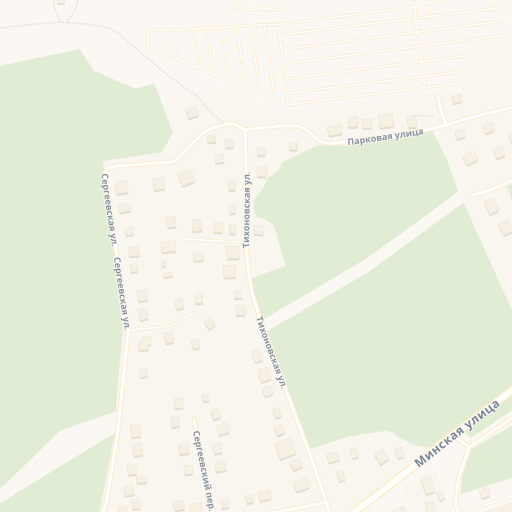 Парковая улица
Сергеевская ул.
Тихоновская ул.
Сергеевская ул.
Тихоновская ул.
Минская улица
Сергеевский пер.